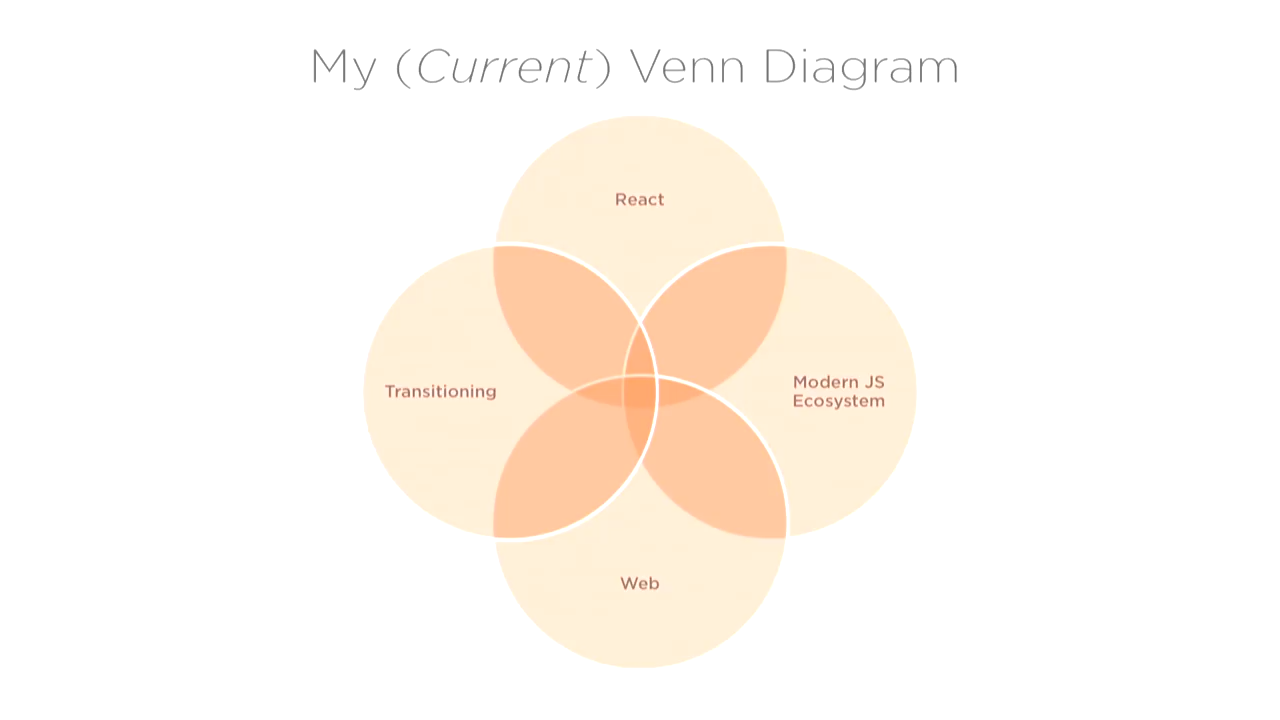 My (Current) Venn Diagram
React
Transitioning
Modern JS
Ecosystem
Web